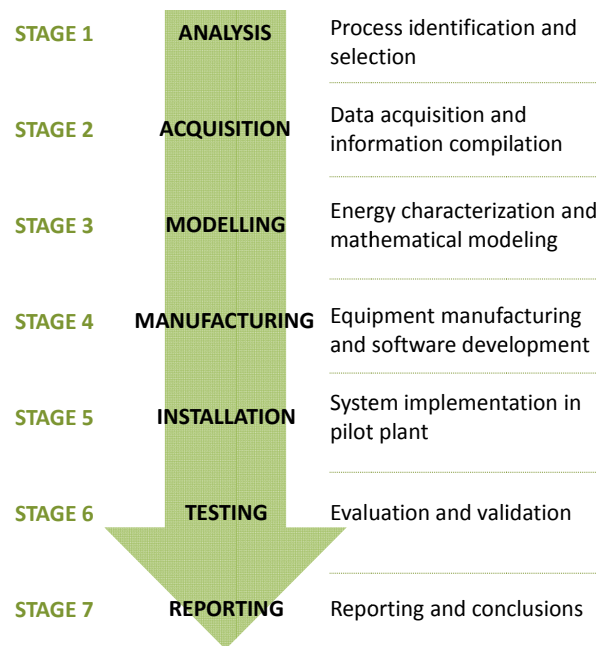 STAGE 1 ANALYSIS Process identification and
selection
STAGE 2 ACQUISITION Data acquisition and
information compilation
STAGE 3 MODELLING Energy characterization and
mathematical modeling
STAGE 4 MANUFACTURING Equipment manufacturing
and software development
STAGE 5 INSTALLATION System implementation in
pilot plant
STAGE 6 TESTING Evaluation and validation
STAGE 7 REPORTING Reporting and conclusions